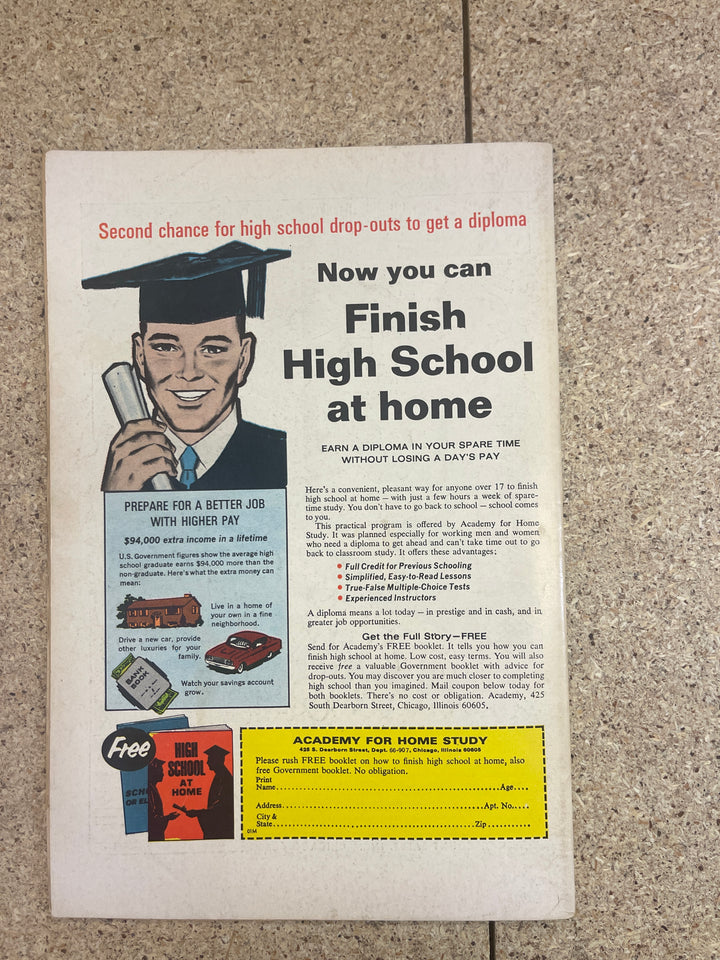 Second chance for high school drop-outs to get a diploma
Now you can
Finish
High School
at home
EARN A DIPLOMA IN YOUR SPARE TIME
WITHOUT LOSING A DAY'S PAY
PREPARE FOR A BETTER JOB
WITH HIGHER PAY
$94,000 extra income in a lifetime
U.S. Government figures show the average high
school graduate earns $94,000 more than the
non-graduate. Here's what the extra money can
mean:
Live in a home of
your own in a fine
neighborhood.
Drive a new car, provide
other luxuries for your
family.
BANK
BOOK
Watch your savings account
grow.
Here's a convenient, pleasant way for anyone over 17 to finish
high school at home — with just a few hours a week of spare-
time study. You don't have to go back to school — school comes
to you.
This practical program is offered by Academy for Home
Study. It was planned especially for working men and women
who need a diploma to get ahead and can't take time out to go
back to classroom study. It offers these advantages:
• Full Credit for Previous Schooling
• Simplified, Easy-to-Read Lessons
• True-False Multiple-Choice Tests
• Experienced Instructors
A diploma means a lot today — in prestige and in cash, and in
greater job opportunities.
Get the Full Story—FREE
Send for Academy's FREE booklet. It tells you how you can
finish high school at home. Low cost, easy terms. You will also
receive free a valuable Government booklet with advice for
drop-outs. You may discover you are much closer to completing
high school than you imagined. Mail coupon below today for
both booklets. There's no cost or obligation. Academy, 425
South Dearborn Street, Chicago, Illinois 60605.
Free
HIGH
SCHOOL
AT
HOME
SCH
OR EL
ACADEMY FOR HOME STUDY
425 S. Dearborn Street, Dept. 66-907, Chicago, Illinois 60605
Please rush FREE booklet on how to finish high school at home, also
free Government booklet. No obligation.
Print
Name Age
Address Apt. No.
City &
State Zip
01M